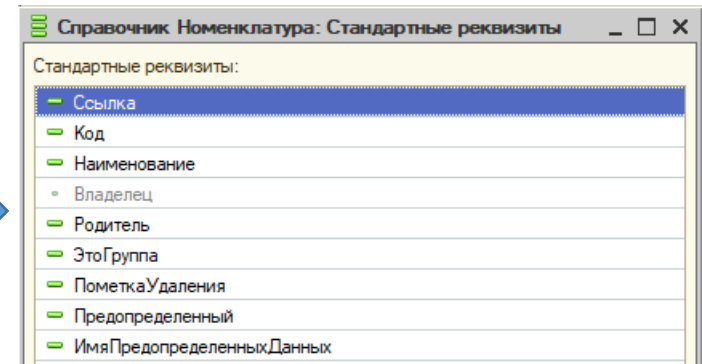 Справочник Номенклатура: Стандартные реквизиты
Стандартные реквизиты:
Ссылка
Код
Наименование
Владелец
Родитель
ЭтоГруппа
ПометкаУдаления
Предопределенный
ИмяПредопределенныхДанных